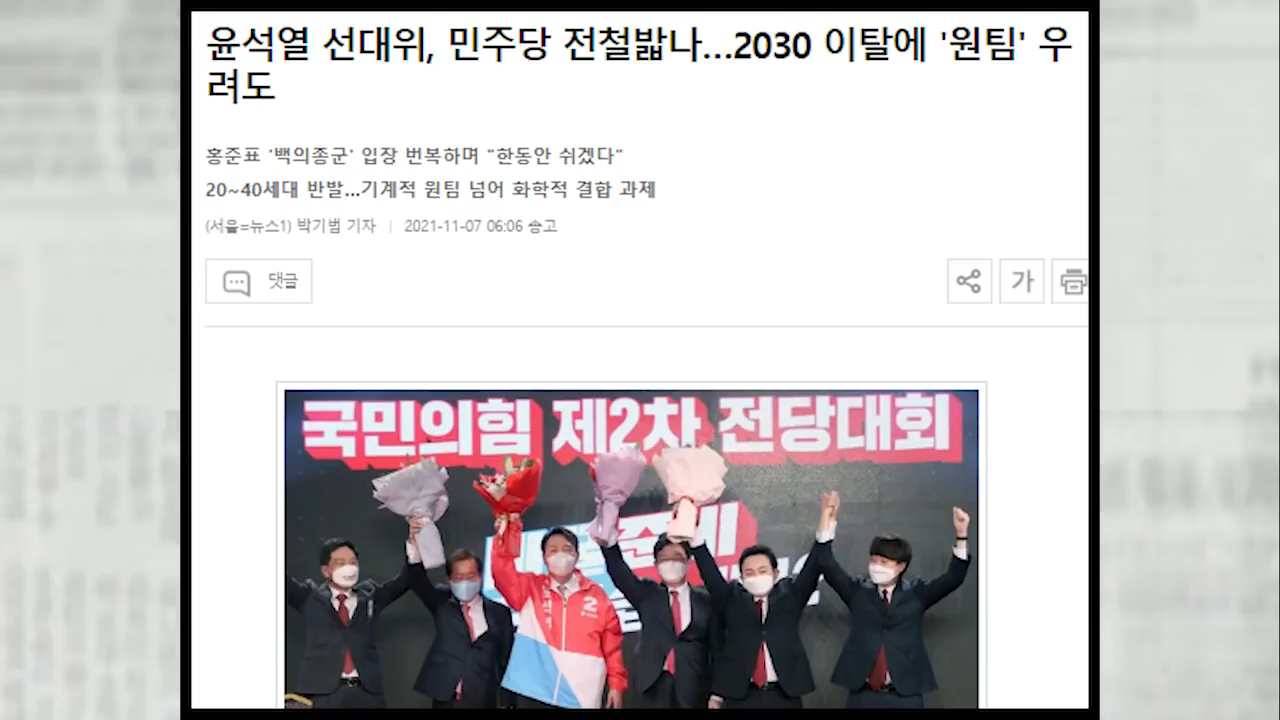 윤석열 선대위, 민주당 전철밟나...2030 이탈에 '원팀' 우
려도
홍준표 '백의종군' 입장 번복하며 "한동안 쉬겠다"
20~40세대 반발...기계적 원팀 넘어 화학적 결합 과제
(서울=뉴스1) 박기범 기자 | 2021-11-07 06:06 송고
댓글
가
국민의힘 제2차 전당대회
2